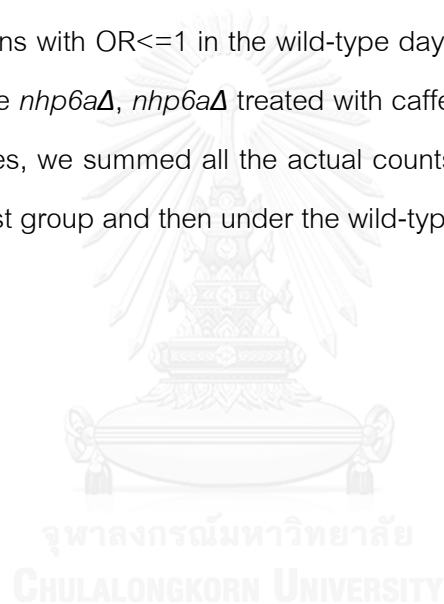 ns with OR<=1 in the wild-type day
e nhp6aΔ, nhp6aΔ treated with caffe
es, we summed all the actual counts
st group and then under the wild-typ
จุฬาลงกรณ์มหาวิทยาลัย
CHULALONGKORN UNIVERSITY